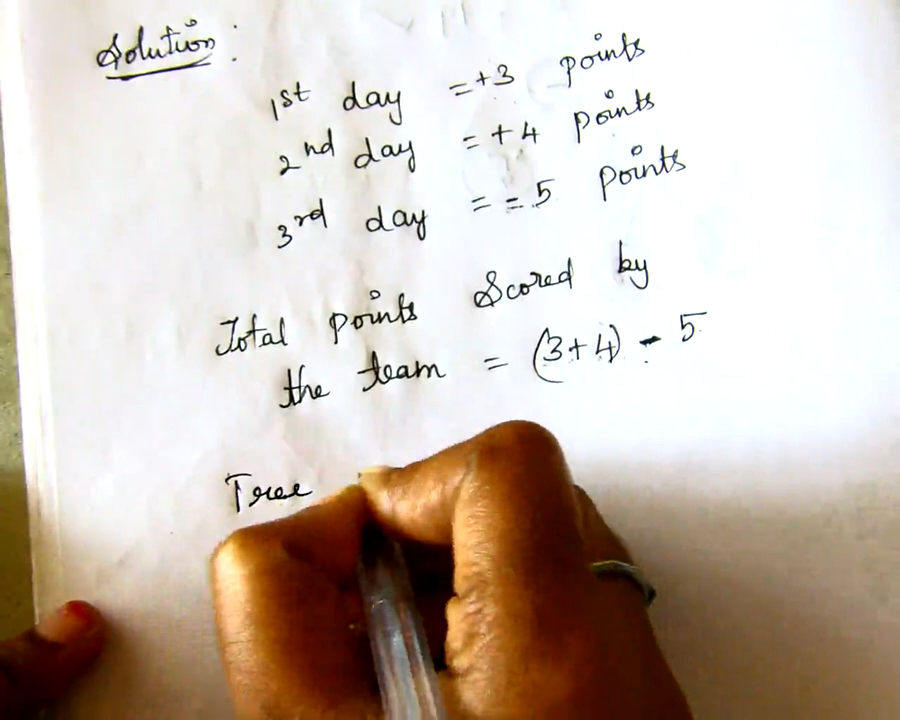 Solution:
1st day = +3 points
2nd day = +4 points
3rd day = -5 points
Total points Scored by
the team = (3+4) - 5
Tree